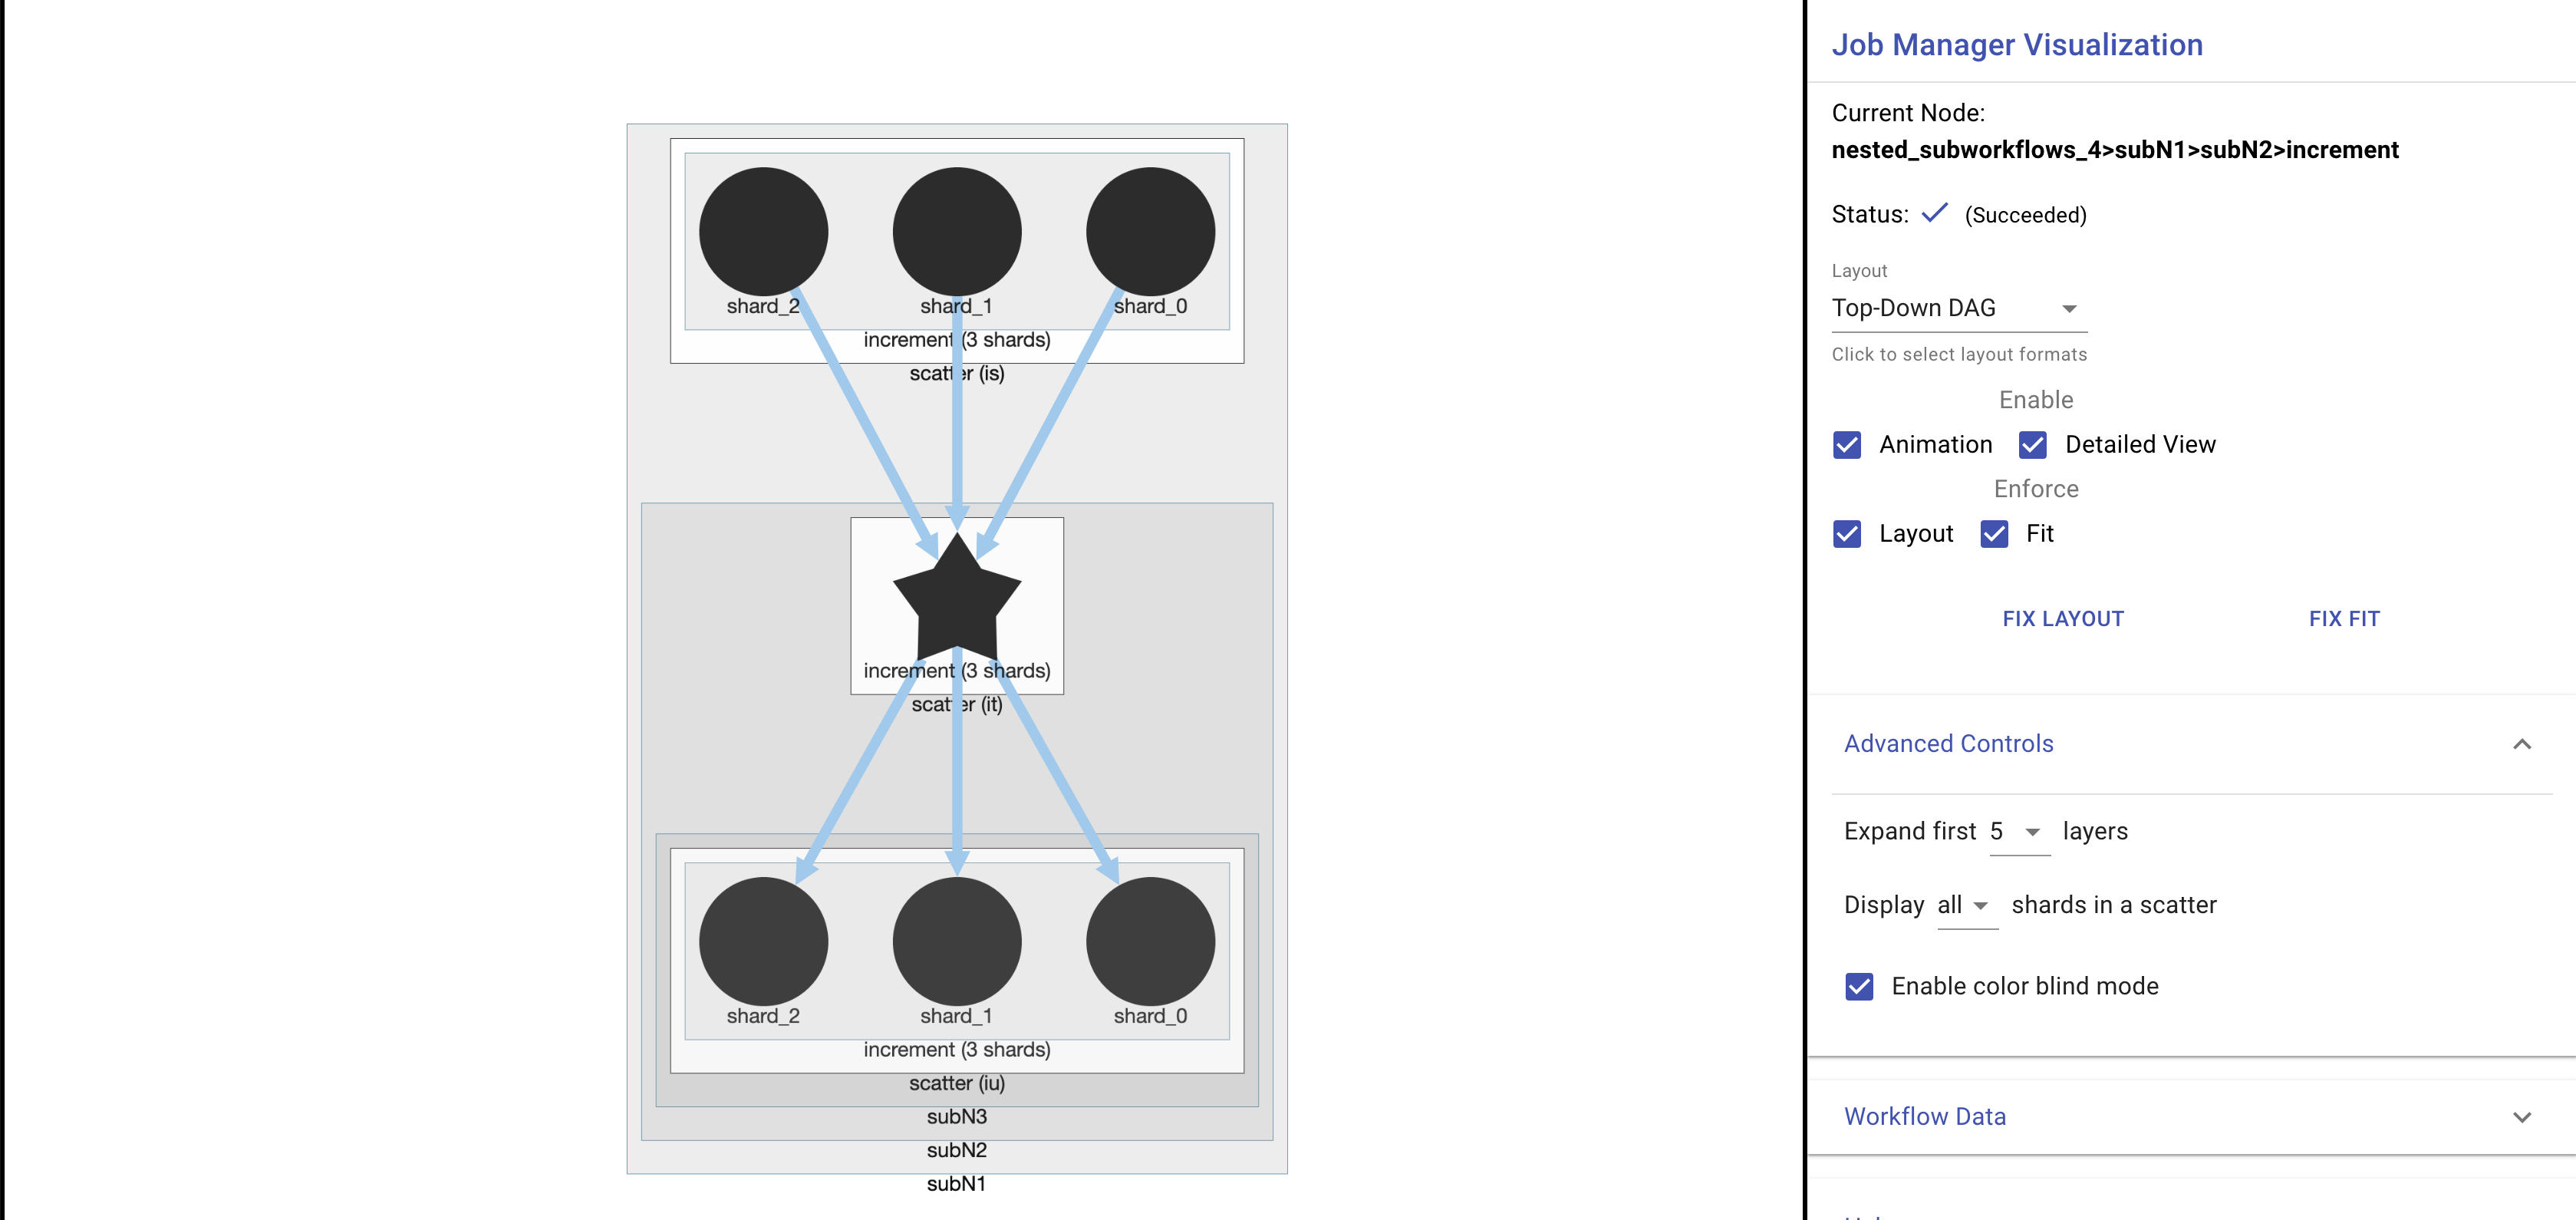 shard_2
shard_1
shard_0
increment (3 shards)
scatter (is)
increment (3 shards)
scatter (it)
shard_2
shard_1
shard_0
increment (3 shards)
scatter (iu)
subN3
subN2
subN1
Job Manager Visualization
Current Node:
nested_subworkflows_4>subN1>subN2>increment
Status: (Succeeded)
Layout
Top-Down DAG
Click to select layout formats
Enable
Animation Detailed View
Enforce
Layout Fit
FIX LAYOUT FIX FIT
Advanced Controls
Expand first 5 layers
Display all shards in a scatter
Enable color blind mode
Workflow Data